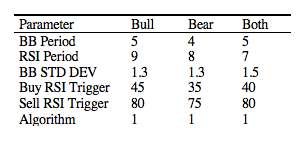 Parameter Bull Bear Both
BB Period 5 4 5
RSI Period 9 8 7
BB STD DEV 1.3 1.3 1.5
Buy RSI Trigger 45 35 40
Sell RSI Trigger 80 75 80
Algorithm 1 1 1